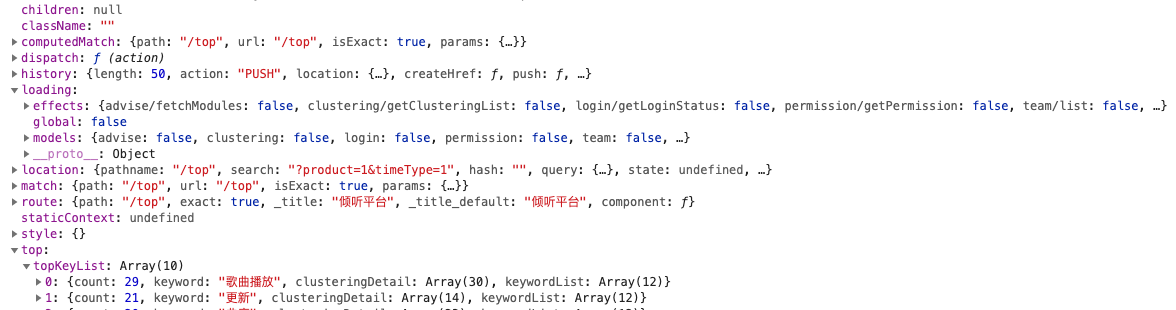 children: null
className: ""
computedMatch: {path: "/top", url: "/top", isExact: true, params: {…}}
dispatch: ƒ (action)
history: {length: 50, action: "PUSH", location: {…}, createHref: ƒ, push: ƒ, …}
loading:
effects: {advise/fetchModules: false, clustering/getClusteringList: false, login/getLoginStatus: false, permission/getPermission: false, team/list: false, …}
global: false
models: {advise: false, clustering: false, login: false, permission: false, team: false, …}
__proto__: Object
location: {pathname: "/top", search: "?product=1&timeType=1", hash: "", query: {…}, state: undefined, …}
match: {path: "/top", url: "/top", isExact: true, params: {…}}
route: {path: "/top", exact: true, _title: "倾听平台", _title_default: "倾听平台", component: ƒ}
staticContext: undefined
style: {}
top:
topKeyList: Array(10)
0: {count: 29, keyword: "歌曲播放", clusteringDetail: Array(30), keywordList: Array(12)}
1: {count: 21, keyword: "更新", clusteringDetail: Array(14), keywordList: Array(12)}